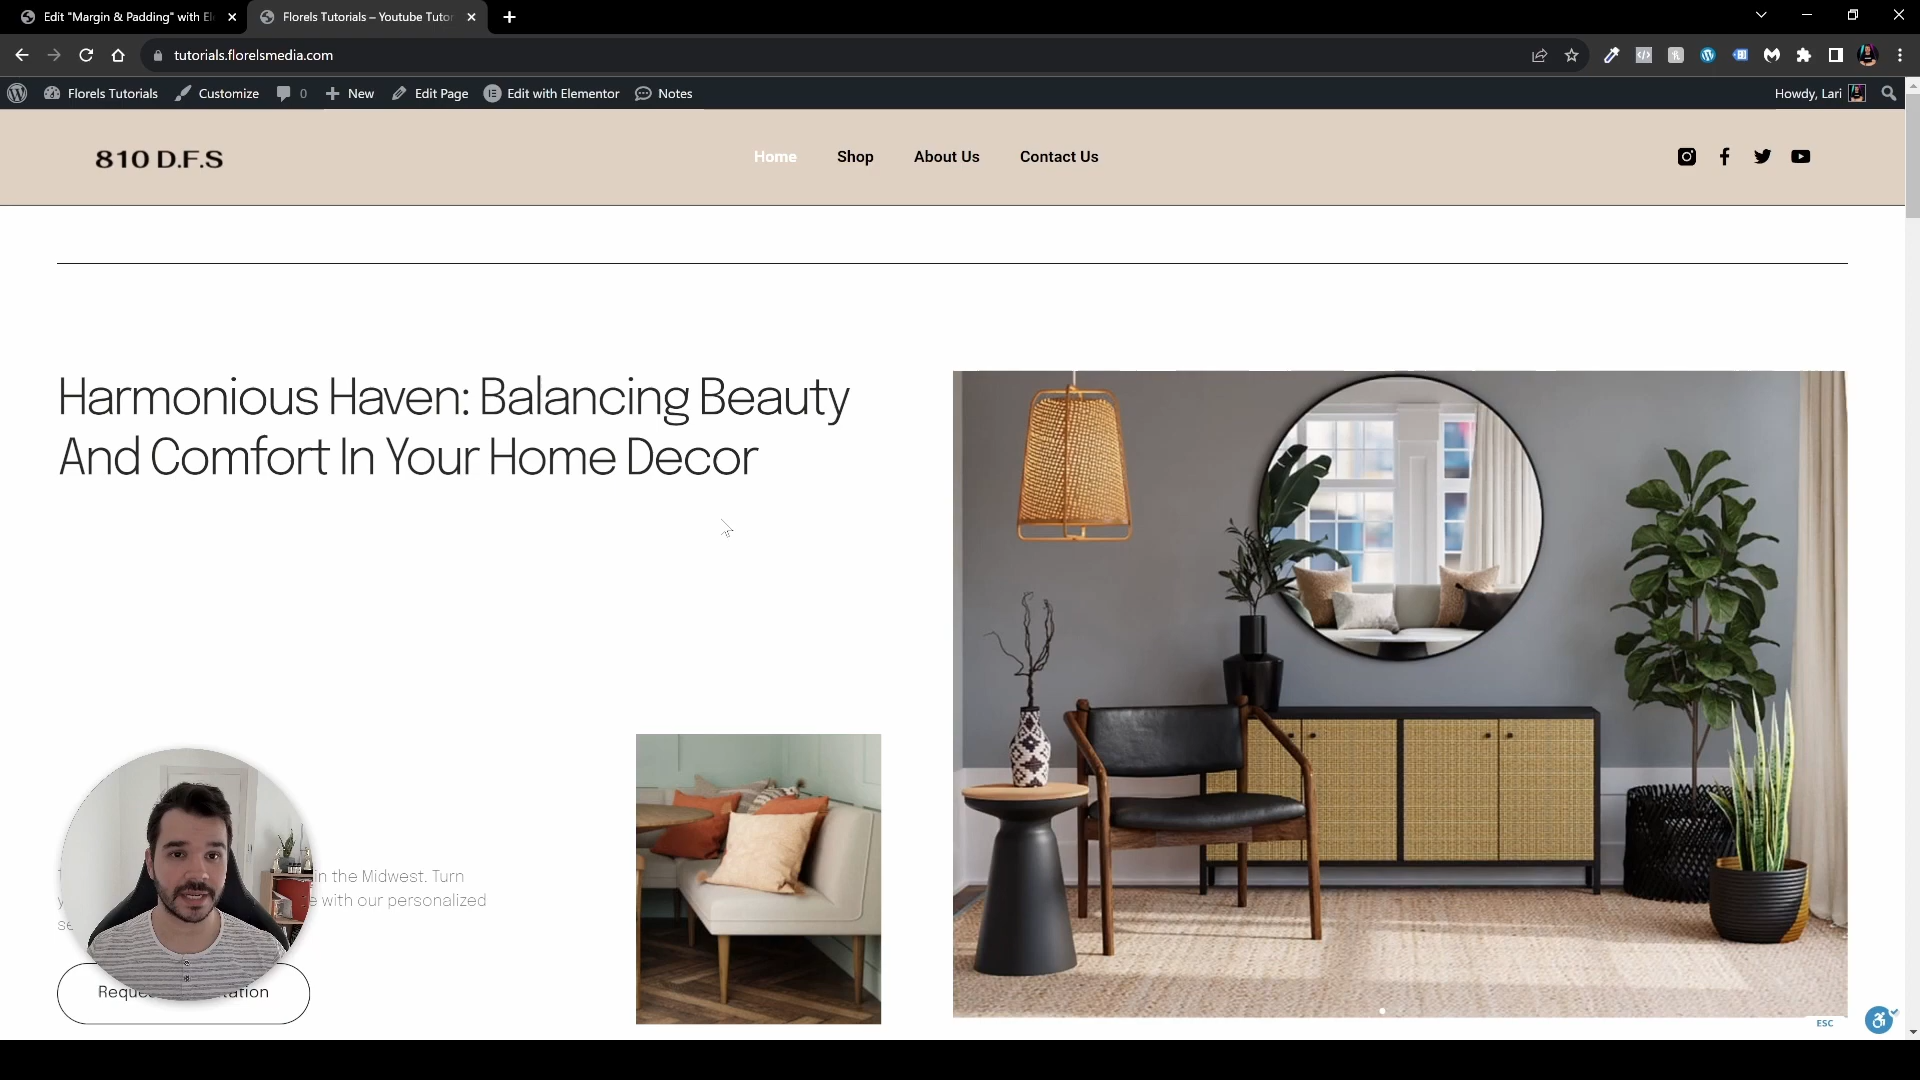 Edit "Margin & Padding" with El
Florels Tutorials – Youtube Tutor
tutorials.florelsmedia.com
Florels Tutorials
Customize
0
New
Edit Page
Edit with Elementor
Notes
Howdy, Lari
810 D.F.S
Home
Shop
About Us
Contact Us
Harmonious Haven: Balancing Beauty
And Comfort In Your Home Decor
in the Midwest. Turn
with our personalized
ESC